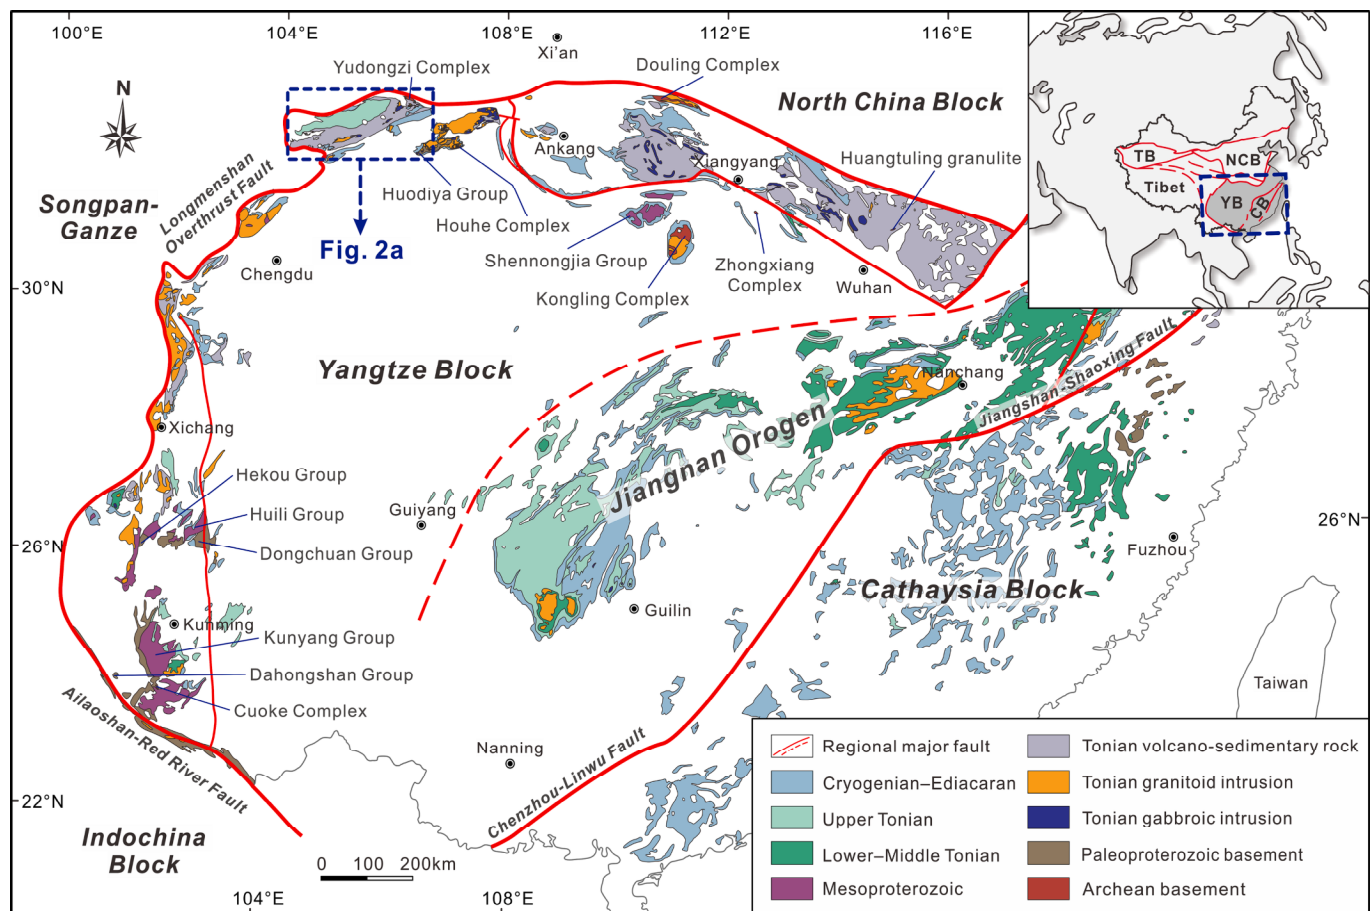 100°E
104°E
108°E
112°E
116°E
Xi'an
Yudongzi Complex
Douling Complex
North China Block
N
Ankang
Xiangyang
Huangtuling granulite
Longmenshan
Overthrust Fault
Songpan-
Ganze
Huodiya Group
Houhe Complex
Fig. 2a
Shennongjia Group
Zhongxiang
Complex
Chengdu
Kongling Complex
Wuhan
30°N
TB
NCB
Tibet
YB
CB
Yangtze Block
Jiangnan Orogen
Nanchang
Jiangshan-Shaoxing Fault
Xichang
Hekou Group
Huili Group
Dongchuan Group
Guiyang
26°N
26°N
Fuzhou
Cathaysia Block
Guilin
Kunming
Kunyang Group
Dahongshan Group
Cuoke Complex
Taiwan
Ailaoshan-Red River Fault
Nanning
Chenzhou-Linwu Fault
22°N
Indochina
Block
0 100 200km
104°E
108°E
Regional major fault
Cryogenian–Ediacaran
Upper Tonian
Lower–Middle Tonian
Mesoproterozoic
Tonian volcano-sedimentary rock
Tonian granitoid intrusion
Tonian gabbroic intrusion
Paleoproterozoic basement
Archean basement